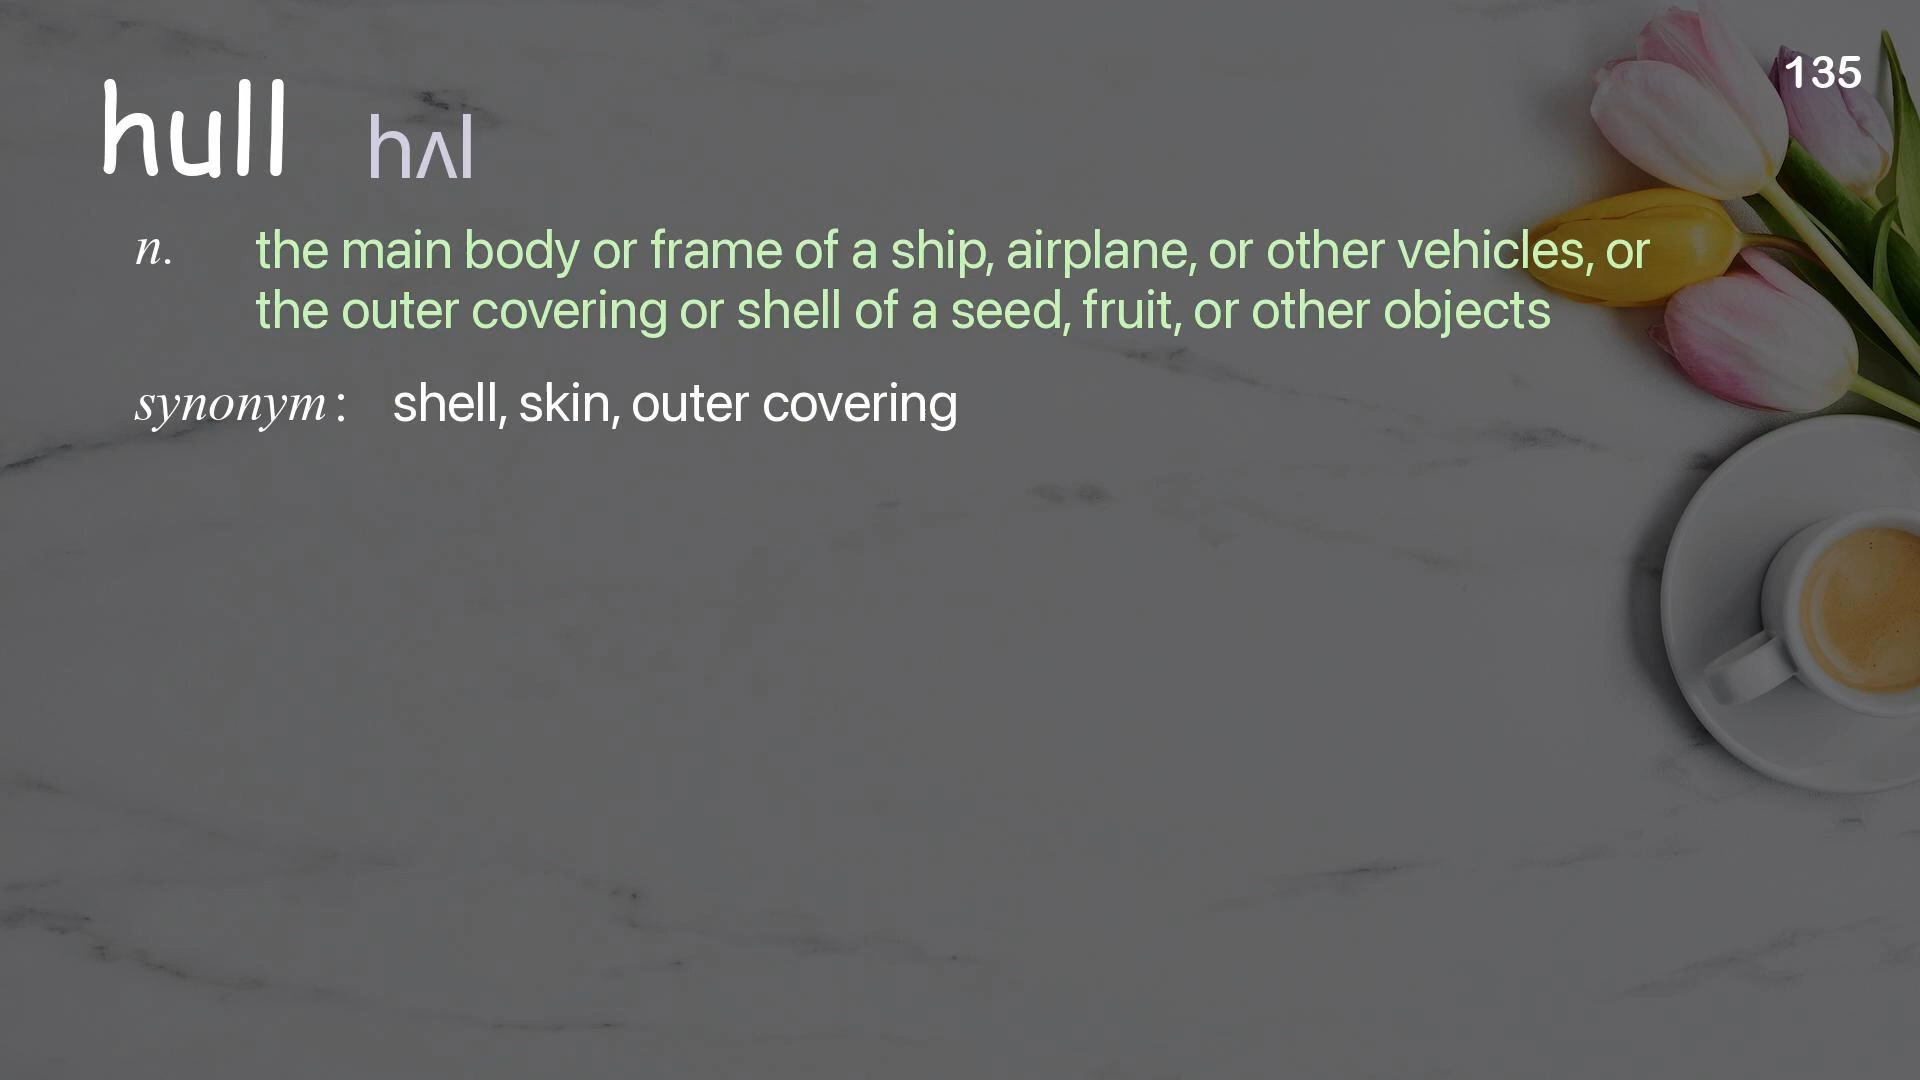 135
hull hʌl
n. the main body or frame of a ship, airplane, or other vehicles, or
the outer covering or shell of a seed, fruit, or other objects
synonym: shell, skin, outer covering